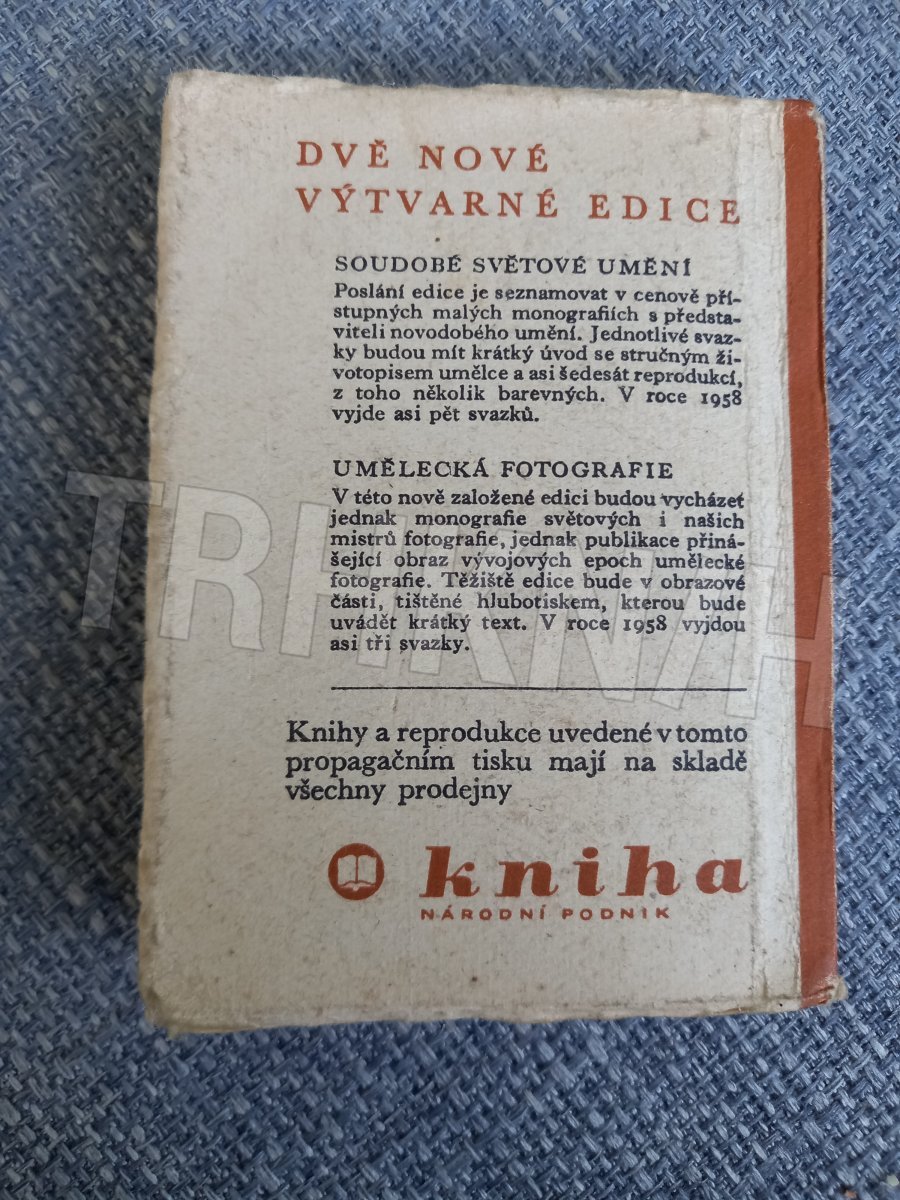 DVĚ NOVÉ
VÝTVARNÉ EDICE
SOUDOBÉ SVĚTOVÉ UMĚNÍ
Poslání edice je seznamovat v cenově pří-
stupných malých monografiích s předsta-
viteli novodobého umění. Jednotlivé svaz-
ky budou mít krátký úvod se stručným ži-
votopisem umělce a asi šedesát reprodukcí,
z toho několik barevných. V roce 1958
vyjde asi pět svazků.
UMĚLECKÁ FOTOGRAFIE
V této nově založené edici budou vycházet
jednak monografie světových i našich
mistrů fotografie, jednak publikace přiná-
šející obraz vývojových epoch umělecké
fotografie. Těžiště edice bude v obrazové
části, tištěné hlubotiskem, kterou bude
uvádět krátký text. V roce 1958 vyjdou
asi tři svazky.
Knihy a reprodukce uvedené v tomto
propagačním tisku mají na skladě
všechny prodejny
kniha
NÁRODNÍ PODNIK